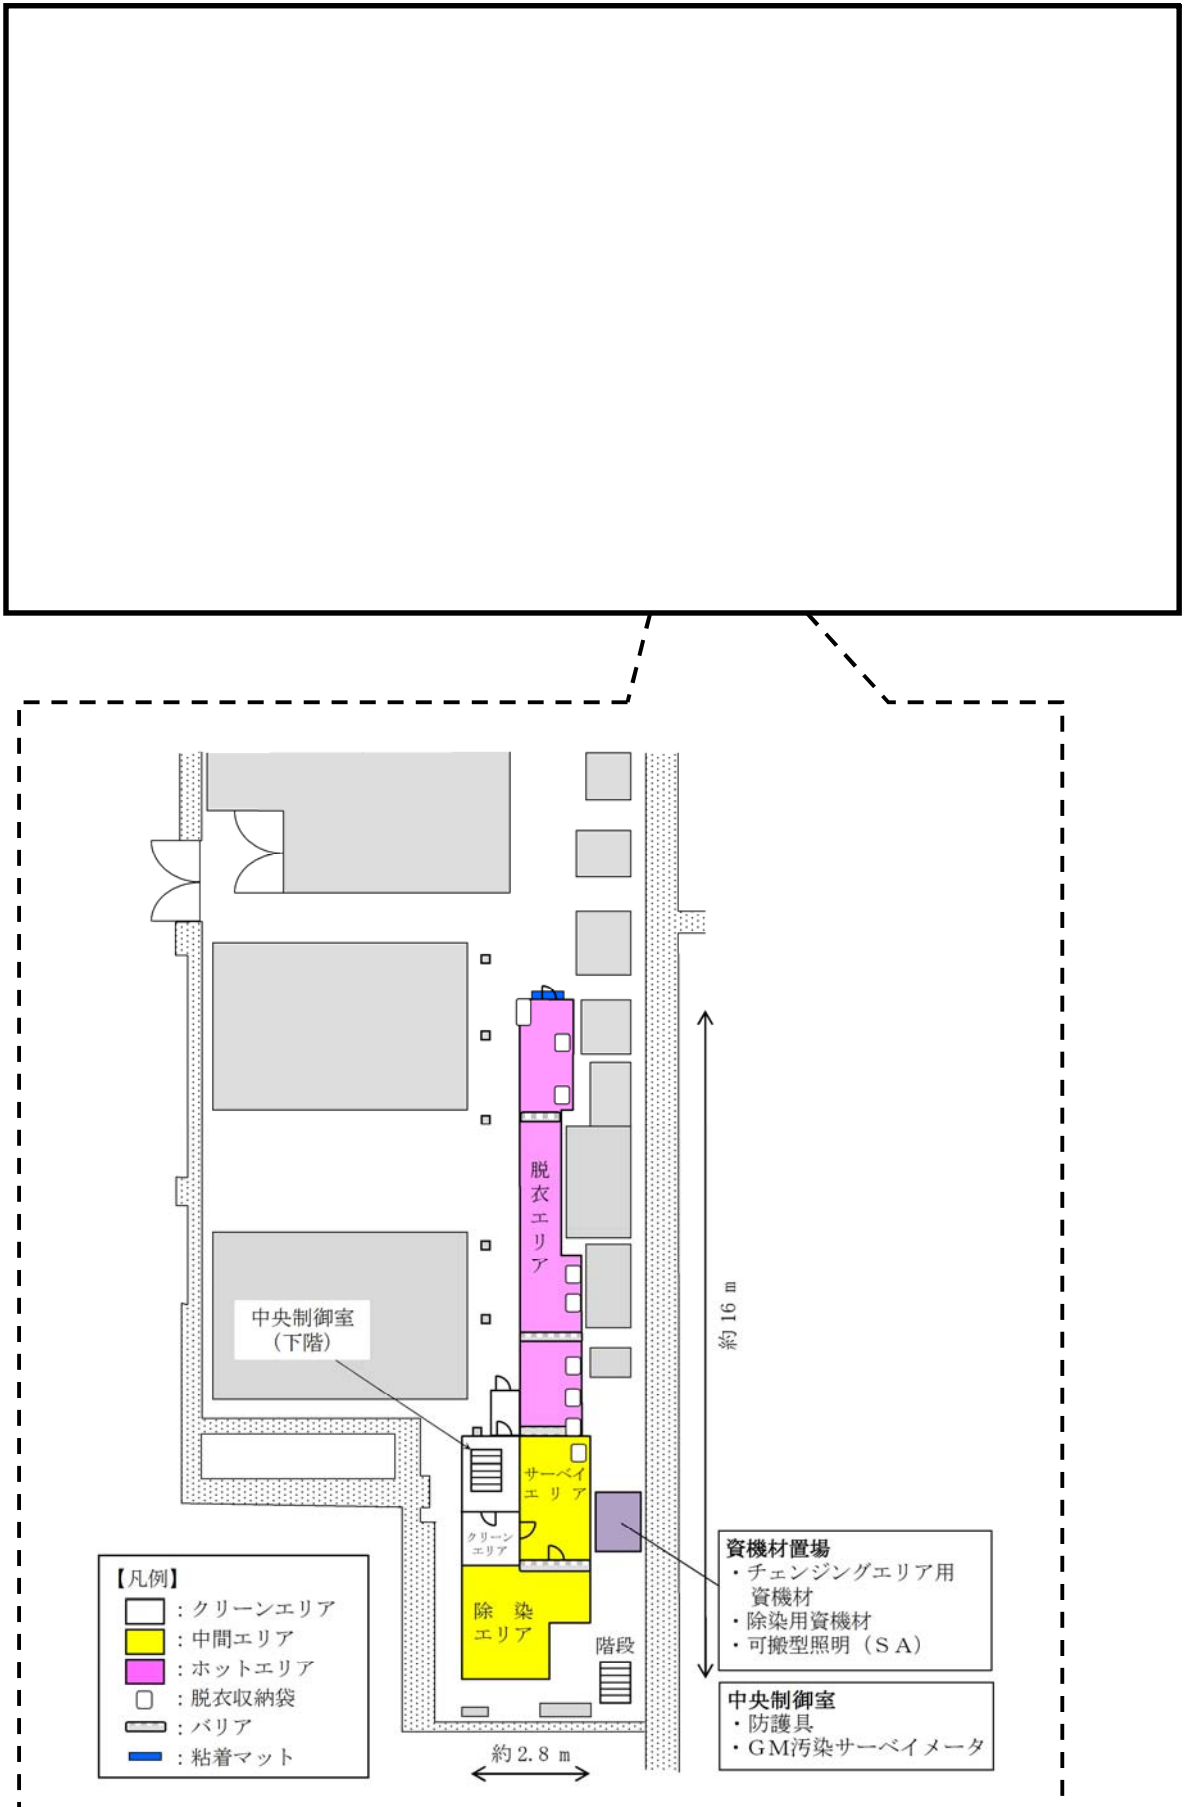 脱衣エリア
中央制御室
(下階)
約16 m
サーベイ
エ リ ア
クリーン
エリア
除 染
エリア
階段
資機材置場
・チェンジングエリア用
資機材
・除染用資機材
・可搬型照明（ＳＡ）
中央制御室
・防護具
・ＧＭ汚染サーベイメータ
【凡例】
：クリーンエリア
：中間エリア
：ホットエリア
：脱衣収納袋
：バリア
：粘着マット
約2.8 m